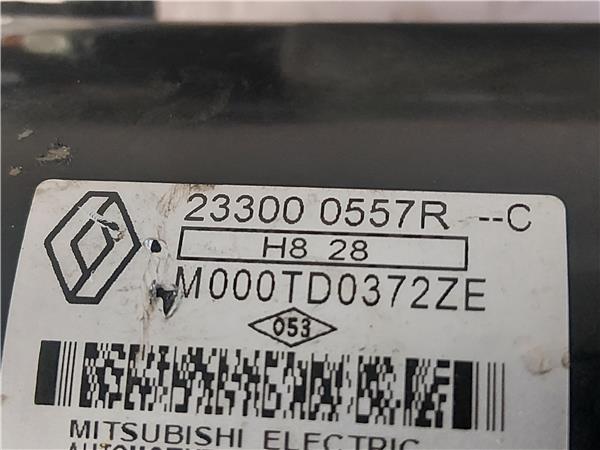 23300 0557R --C
H8 28
M000TD0372ZE
053
MITSUBISHI ELECTRIC